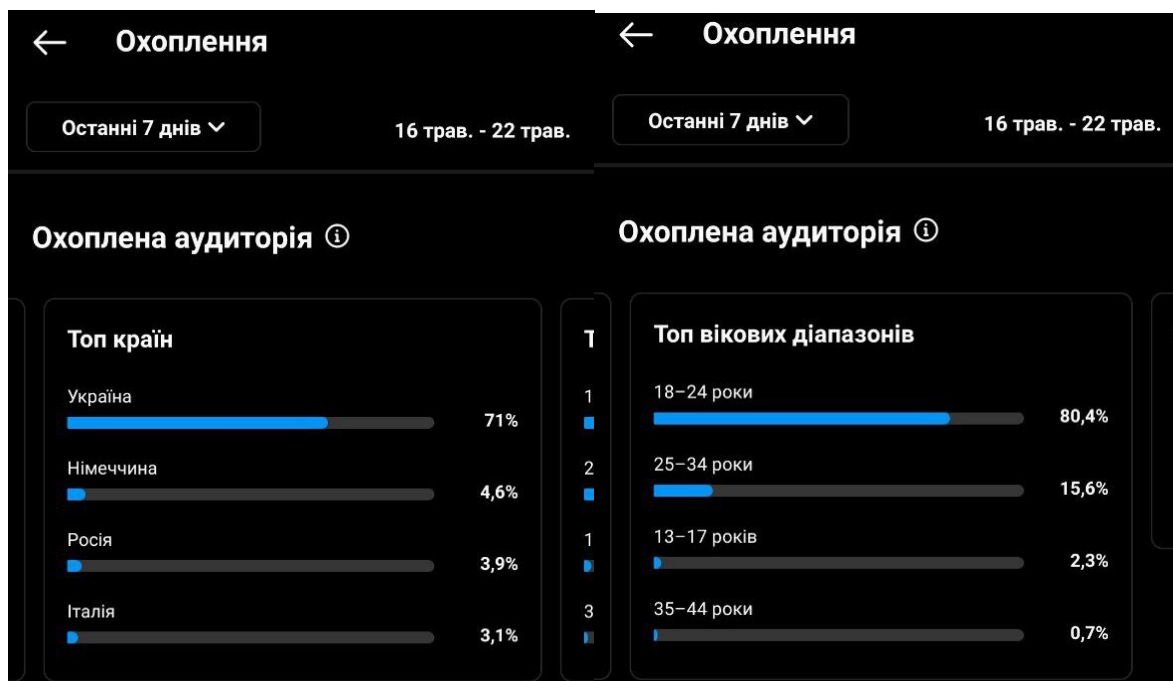 Охоплення
Останні 7 днів
16 трав. - 22 трав.
Охоплена аудиторія
Топ країн
Україна
71%
Німеччина
4,6%
Росія
3,9%
Італія
3,1%
Охоплення
Останні 7 днів
16 трав. - 22 трав.
Охоплена аудиторія
Топ вікових діапазонів
18–24 роки
80,4%
25–34 роки
15,6%
13–17 років
2,3%
35–44 роки
0,7%